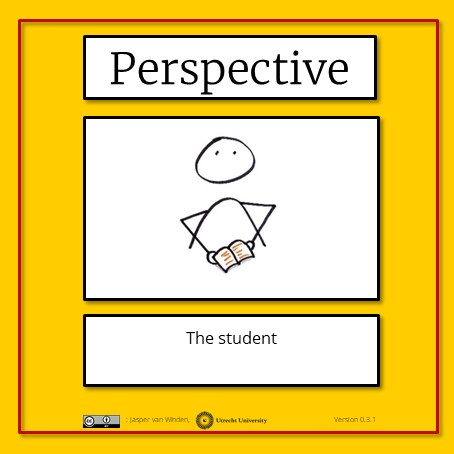 Perspective
The student
: Jasper van Winden, Utrecht University Version 0.3.1